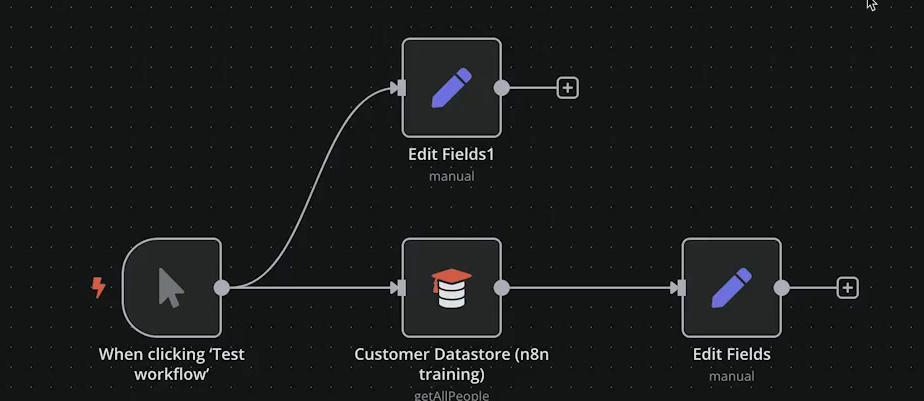 Edit Fields1
manual
When clicking ‘Test
workflow’
Customer Datastore (n8n
training)
getAllPeople
Edit Fields
manual